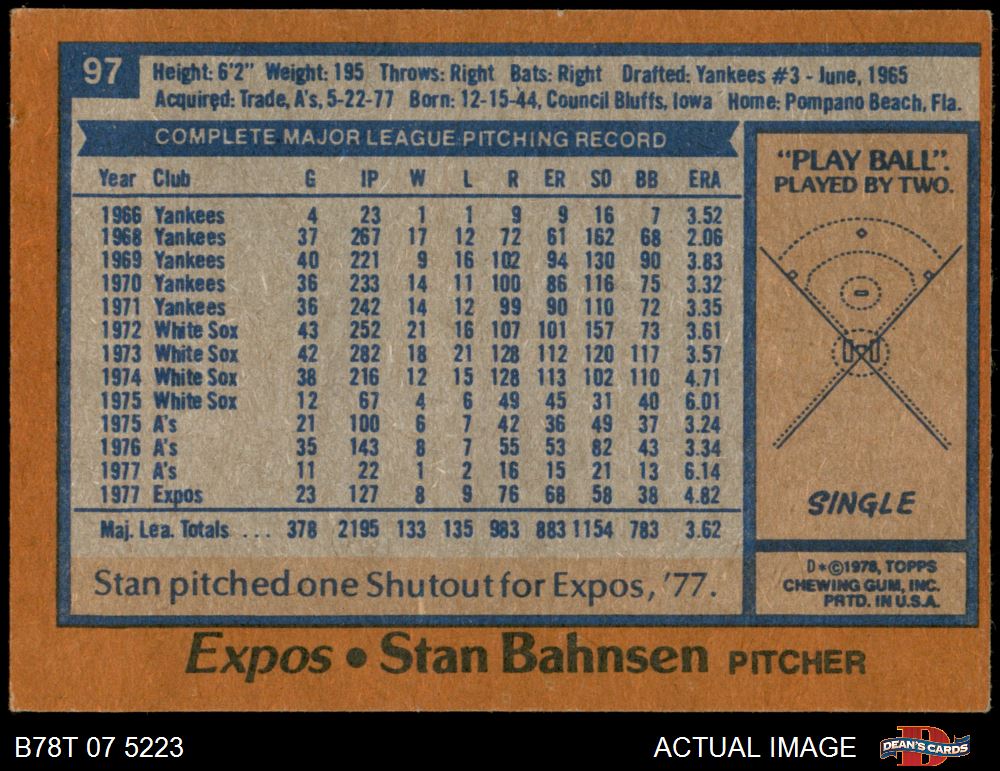 97
Height: 6'2" Weight: 195 Throws: Right Bats: Right Drafted: Yankees #3 - June, 1965
Acquired: Trade, A's, 5-22-77 Born: 12-15-44, Council Bluffs, Iowa Home: Pompano Beach, Fla.
COMPLETE MAJOR LEAGUE PITCHING RECORD
Year Club G IP W L R ER SO BB ERA
1966 Yankees 4 23 1 1 9 9 16 7 3.52
1968 Yankees 37 267 17 12 72 61 162 68 2.06
1969 Yankees 40 221 9 16 102 94 130 90 3.83
1970 Yankees 36 233 14 11 100 86 116 75 3.32
1971 Yankees 36 242 14 12 99 90 110 72 3.35
1972 White Sox 43 252 21 16 107 101 157 73 3.61
1973 White Sox 42 282 18 21 128 112 120 117 3.57
1974 White Sox 38 216 12 15 128 113 102 110 4.71
1975 White Sox 12 67 4 6 49 45 31 40 6.01
1975 A's 21 100 6 7 42 36 49 37 3.24
1976 A's 35 143 8 7 55 53 82 43 3.34
1977 A's 11 22 1 2 16 15 21 13 6.14
1977 Expos 23 127 8 9 76 68 58 38 4.82
Maj. Lea. Totals ... 378 2195 133 135 983 883 1154 783 3.62
Stan pitched one Shutout for Expos, '77.
"PLAY BALL".
PLAYED BY TWO.
SINGLE
D*©1978, TOPPS
CHEWING GUM, INC.
PRTD. IN U.S.A.
Expos • Stan Bahnsen PITCHER
B78T 07 5223
ACTUAL IMAGE
DEAN'S CARDS